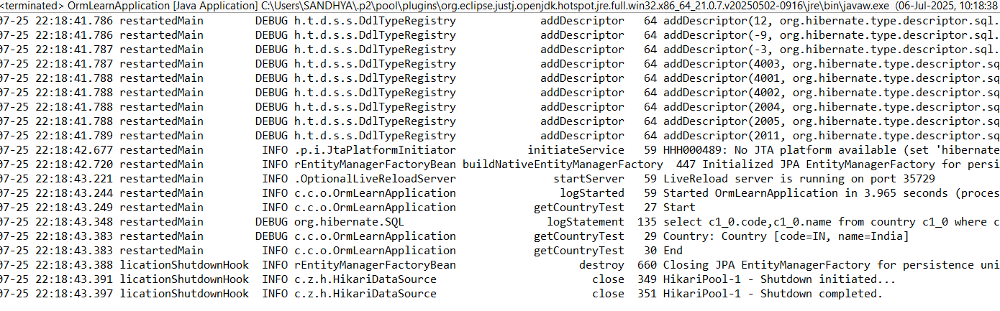 <terminated> OrmLearnApplication [Java Application] C:\Users\SANDHYA\.p2\pool\plugins\org.eclipse.justj.openjdk.hotspot.jre.full.win32.x86_64_21.0.7.v20250502-0916\jre\bin\javaw.exe (06-Jul-2025, 10:18:38
07-25 22:18:41.786 restartedMain DEBUG h.t.d.s.s.DdlTypeRegistry addDescriptor 64 addDescriptor(12, org.hibernate.type.descriptor.sql.
07-25 22:18:41.786 restartedMain DEBUG h.t.d.s.s.DdlTypeRegistry addDescriptor 64 addDescriptor(-9, org.hibernate.type.descriptor.sql.
07-25 22:18:41.787 restartedMain DEBUG h.t.d.s.s.DdlTypeRegistry addDescriptor 64 addDescriptor(-3, org.hibernate.type.descriptor.sql.
07-25 22:18:41.787 restartedMain DEBUG h.t.d.s.s.DdlTypeRegistry addDescriptor 64 addDescriptor(4003, org.hibernate.type.descriptor.sq
07-25 22:18:41.788 restartedMain DEBUG h.t.d.s.s.DdlTypeRegistry addDescriptor 64 addDescriptor(4001, org.hibernate.type.descriptor.sq
07-25 22:18:41.788 restartedMain DEBUG h.t.d.s.s.DdlTypeRegistry addDescriptor 64 addDescriptor(4002, org.hibernate.type.descriptor.sq
07-25 22:18:41.788 restartedMain DEBUG h.t.d.s.s.DdlTypeRegistry addDescriptor 64 addDescriptor(2004, org.hibernate.type.descriptor.sq
07-25 22:18:41.788 restartedMain DEBUG h.t.d.s.s.DdlTypeRegistry addDescriptor 64 addDescriptor(2005, org.hibernate.type.descriptor.sq
07-25 22:18:41.789 restartedMain DEBUG h.t.d.s.s.DdlTypeRegistry addDescriptor 64 addDescriptor(2011, org.hibernate.type.descriptor.sq
07-25 22:18:42.677 restartedMain INFO .p.i.JtaPlatformInitiator initiateService 59 HHH000489: No JTA platform available (set 'hibernate
07-25 22:18:42.720 restartedMain INFO rEntityManagerFactoryBean buildNativeEntityManagerFactory 447 Initialized JPA EntityManagerFactory for persi
07-25 22:18:43.221 restartedMain INFO .OptionalLiveReloadServer startServer 59 LiveReload server is running on port 35729
07-25 22:18:43.244 restartedMain INFO c.c.o.OrmLearnApplication logStarted 59 Started OrmLearnApplication in 3.965 seconds (proces
07-25 22:18:43.249 restartedMain INFO c.c.o.OrmLearnApplication getCountryTest 27 Start
07-25 22:18:43.348 restartedMain DEBUG org.hibernate.SQL logStatement 135 select c1_0.code,c1_0.name from country c1_0 where c
07-25 22:18:43.383 restartedMain DEBUG c.c.o.OrmLearnApplication getCountryTest 29 Country: Country [code=IN, name=India]
07-25 22:18:43.383 restartedMain INFO c.c.o.OrmLearnApplication getCountryTest 30 End
07-25 22:18:43.388 licationShutdownHook INFO rEntityManagerFactoryBean destroy 660 Closing JPA EntityManagerFactory for persistence uni
07-25 22:18:43.391 licationShutdownHook INFO c.z.h.HikariDataSource close 349 HikariPool-1 - Shutdown initiated...
07-25 22:18:43.397 licationShutdownHook INFO c.z.h.HikariDataSource close 351 HikariPool-1 - Shutdown completed.